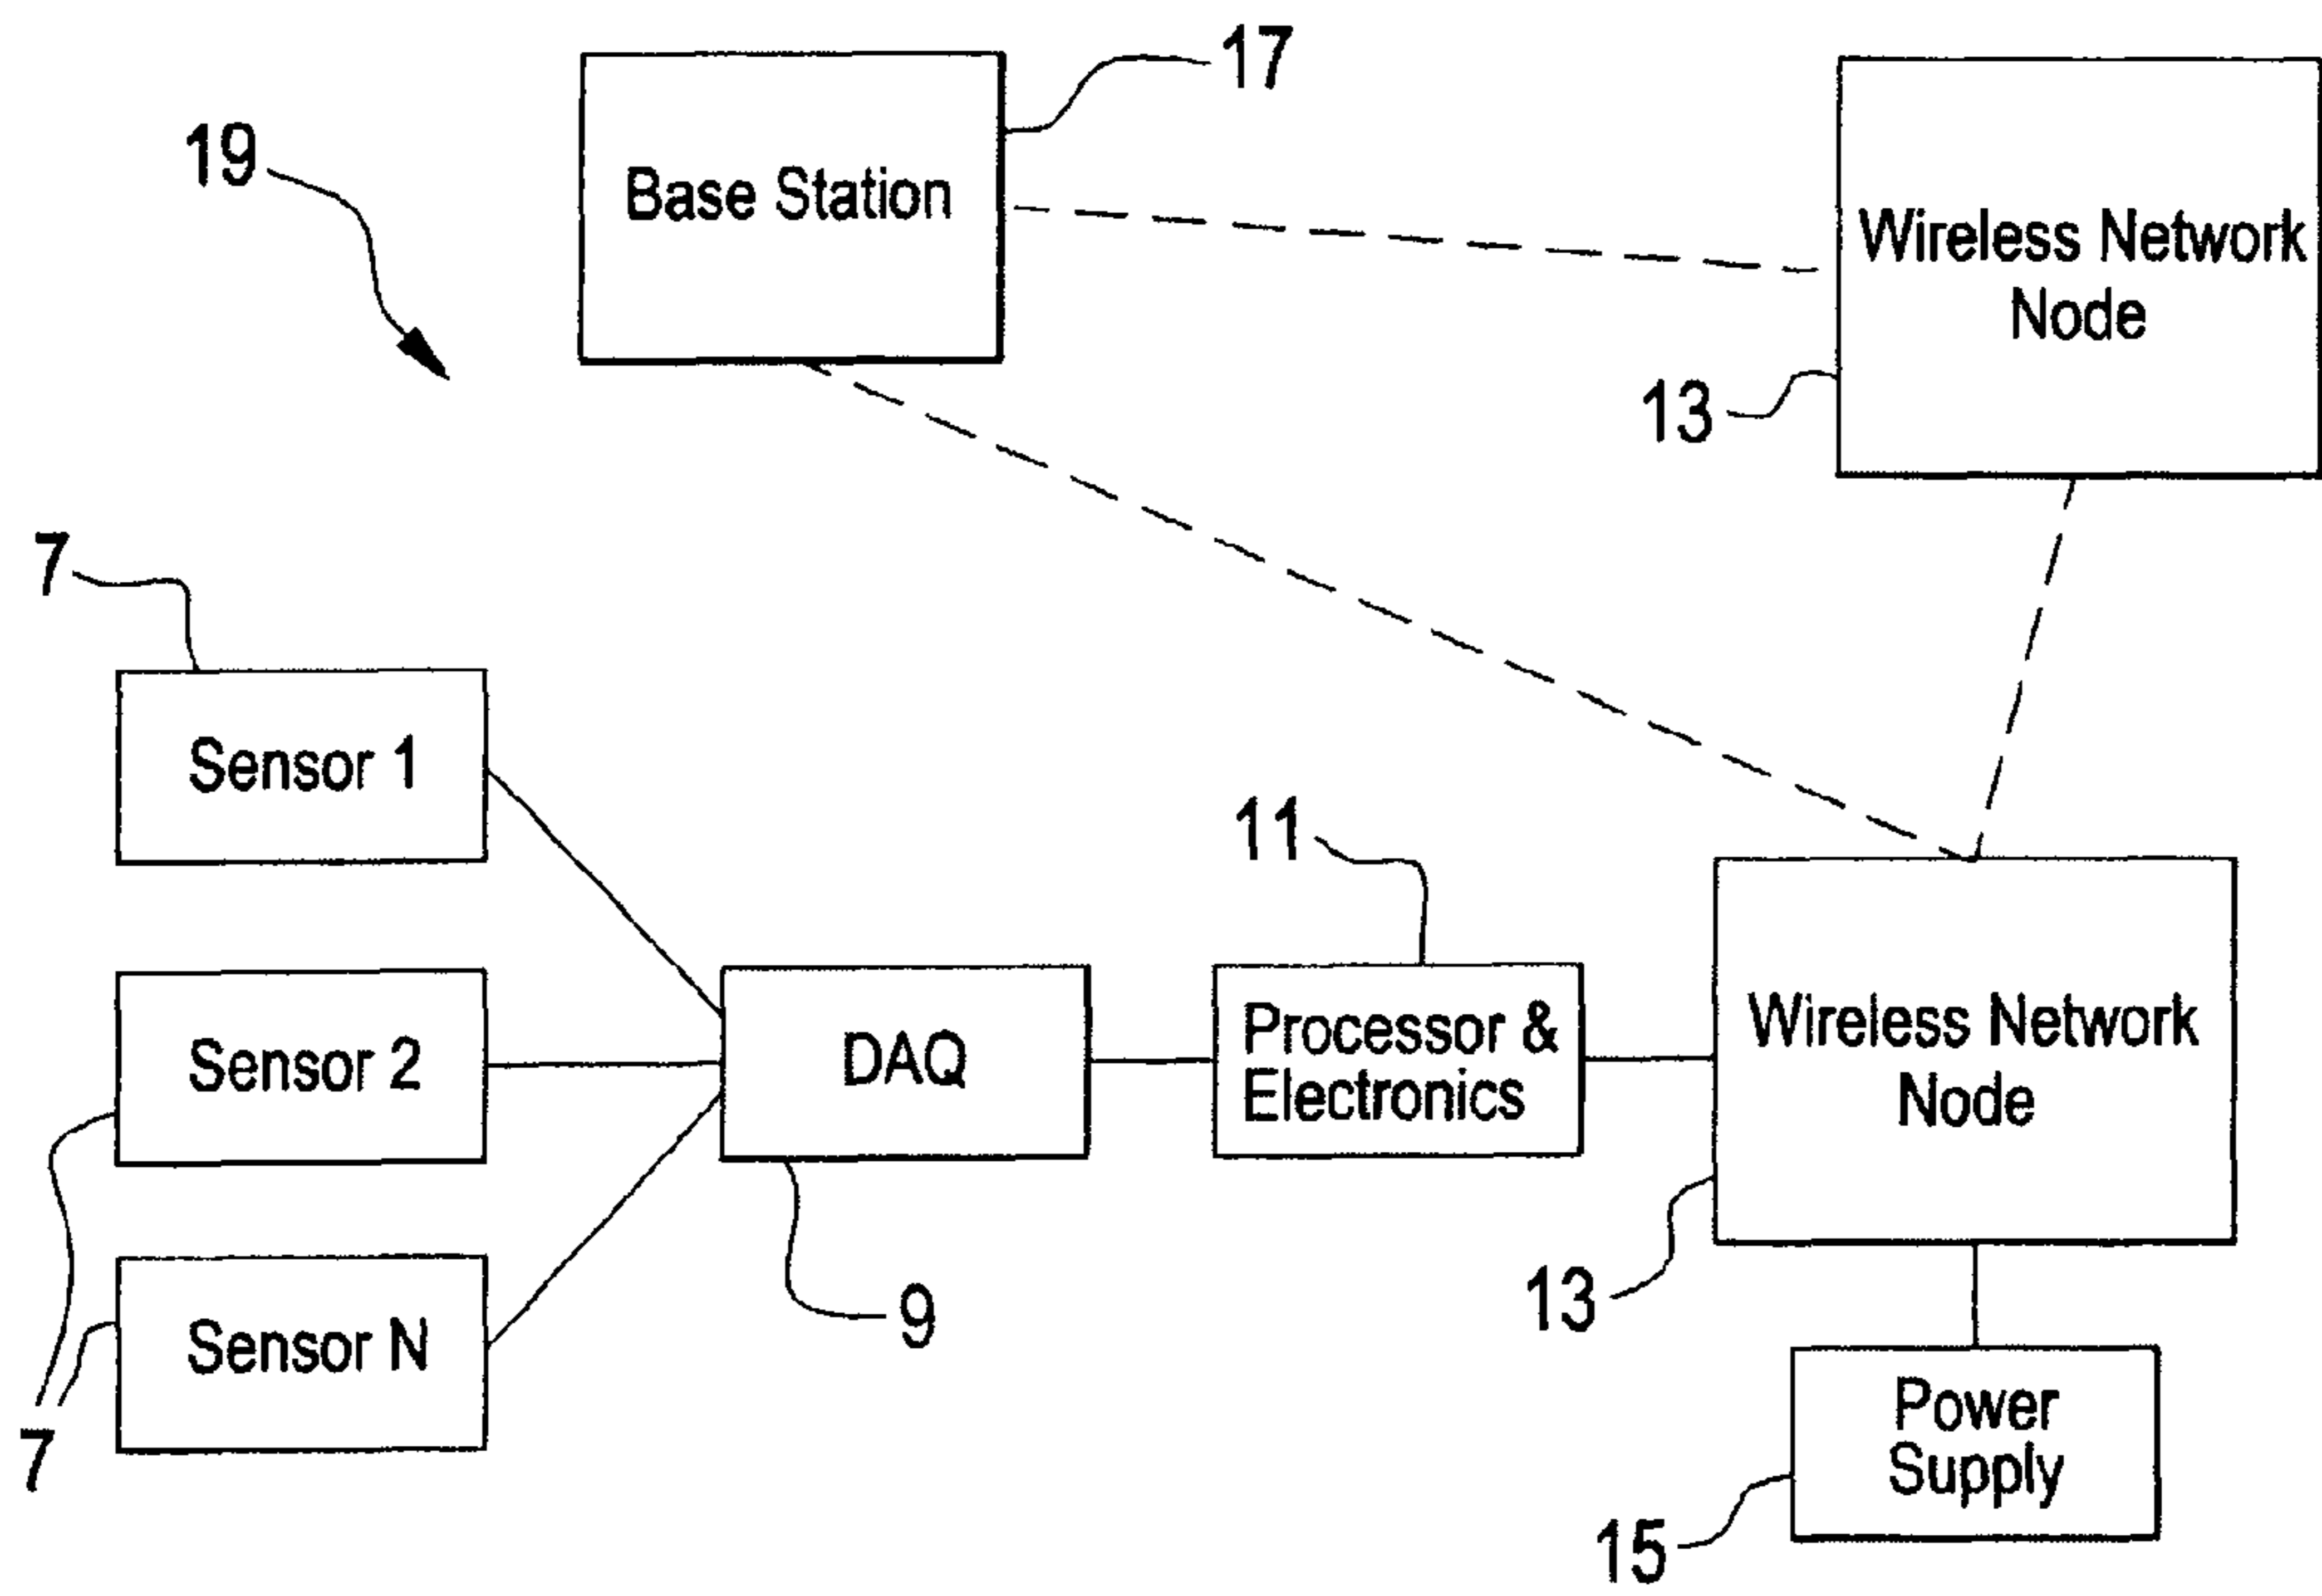 17
19
Base Station
Wireless Network
Node
13
7
Sensor 1
11
Sensor 2
DAQ
Processor &
Electronics
Wireless Network
Node
13
9
Sensor N
7
Power
Supply
15